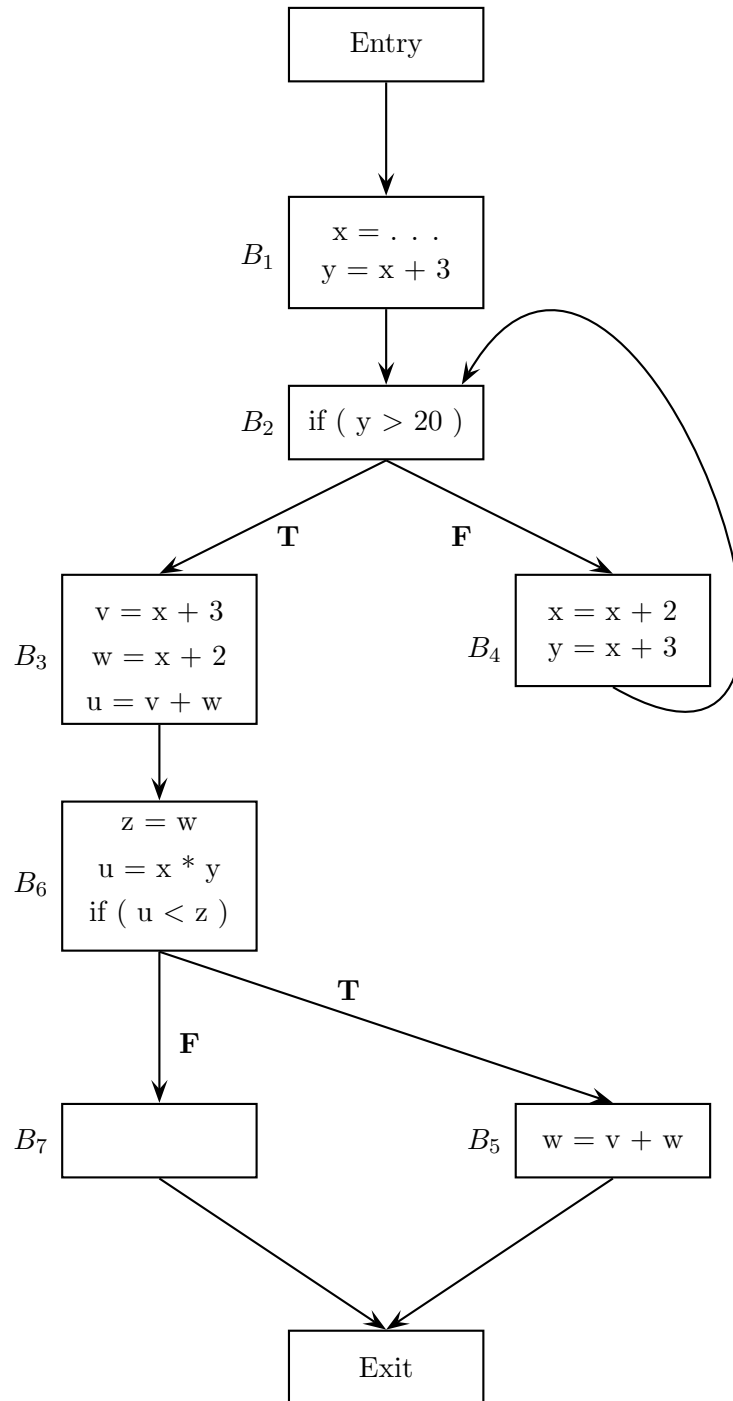 Entry
x = . . .
B1
y = x + 3
B2
if ( y > 20 )
T
F
v = x + 3
x = x + 2
B3
w = x + 2
B4
y = x + 3
u = v + w
z = w
B6
u = x * y
if ( u < z )
T
F
B7
B5
w = v + w
Exit